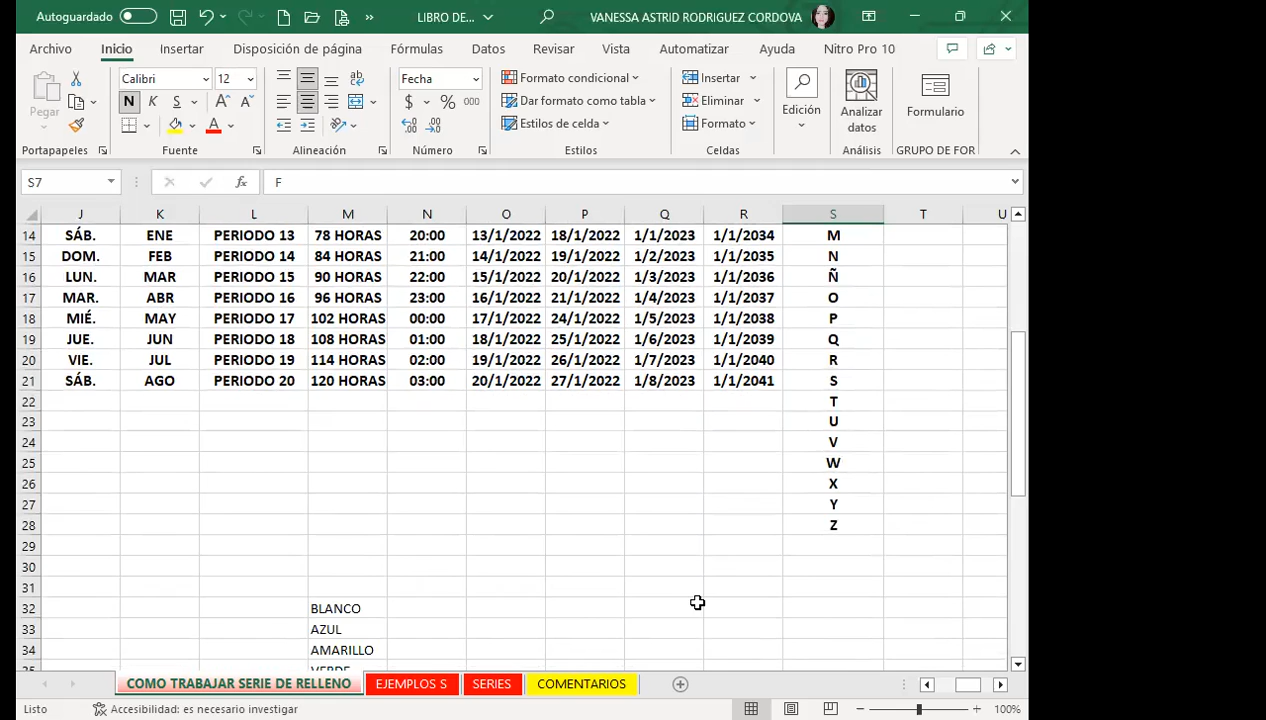 Autoguardado LIBRO DE... VANESSA ASTRID RODRIGUEZ CORDOVA
Archivo Inicio Insertar Disposición de página Fórmulas Datos Revisar Vista Automatizar Ayuda Nitro Pro 10
Pegar Calibri 12 Fecha Formato condicional Insertar Edición Analizar datos Formulario
N K S $ % 000 Dar formato como tabla Eliminar
Estilos de celda Formato
Portapapeles Fuente Alineación Número Estilos Celdas Análisis GRUPO DE FOR
S7 fx F
J K L M N O P Q R S T U
14 SÁB. ENE PERIODO 13 78 HORAS 20:00 13/1/2022 18/1/2022 1/1/2023 1/1/2034 M
15 DOM. FEB PERIODO 14 84 HORAS 21:00 14/1/2022 19/1/2022 1/2/2023 1/1/2035 N
16 LUN. MAR PERIODO 15 90 HORAS 22:00 15/1/2022 20/1/2022 1/3/2023 1/1/2036 Ñ
17 MAR. ABR PERIODO 16 96 HORAS 23:00 16/1/2022 21/1/2022 1/4/2023 1/1/2037 O
18 MIÉ. MAY PERIODO 17 102 HORAS 00:00 17/1/2022 24/1/2022 1/5/2023 1/1/2038 P
19 JUE. JUN PERIODO 18 108 HORAS 01:00 18/1/2022 25/1/2022 1/6/2023 1/1/2039 Q
20 VIE. JUL PERIODO 19 114 HORAS 02:00 19/1/2022 26/1/2022 1/7/2023 1/1/2040 R
21 SÁB. AGO PERIODO 20 120 HORAS 03:00 20/1/2022 27/1/2022 1/8/2023 1/1/2041 S
22 T
23 U
24 V
25 W
26 X
27 Y
28 Z
29
30
31
32 BLANCO
33 AZUL
34 AMARILLO
35 VERDE
COMO TRABAJAR SERIE DE RELLENO EJEMPLOS S SERIES COMENTARIOS
Listo Accesibilidad: es necesario investigar 100%